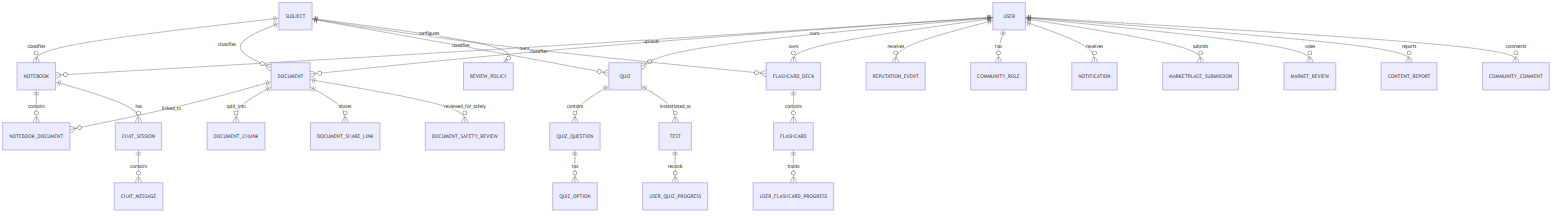 SUBJECT
USER
configures
owns
classifies
classifies
classifies
owns
uploads
classifies
owns
receives
has
receives
submits
votes
reports
comments
NOTEBOOK
DOCUMENT
REVIEW_POLICY
QUIZ
FLASHCARD_DECK
REPUTATION_EVENT
COMMUNITY_ROLE
NOTIFICATION
MARKETPLACE_SUBMISSION
MARKET_REVIEW
CONTENT_REPORT
COMMUNITY_COMMENT
contains
has
linked_to
split_into
shares
reviewed_for_safety
contains
instantiated_as
contains
NOTEBOOK_DOCUMENT
CHAT_SESSION
DOCUMENT_CHUNK
DOCUMENT_SHARE_LINK
DOCUMENT_SAFETY_REVIEW
QUIZ_QUESTION
TEST
FLASHCARD
contains
has
records
tracks
CHAT_MESSAGE
QUIZ_OPTION
USER_QUIZ_PROGRESS
USER_FLASHCARD_PROGRESS